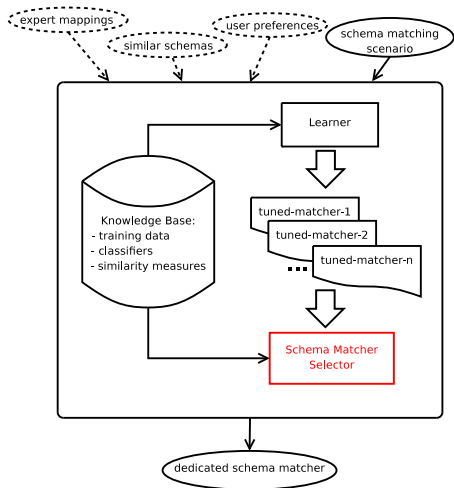 expert mappings
similar schemas
user preferences
schema matching
scenario
Learner
Knowledge Base:
- training data
- classifiers
- similarity measures
tuned-matcher-1
tuned-matcher-2
tuned-matcher-n
...
Schema Matcher
Selector
dedicated schema matcher